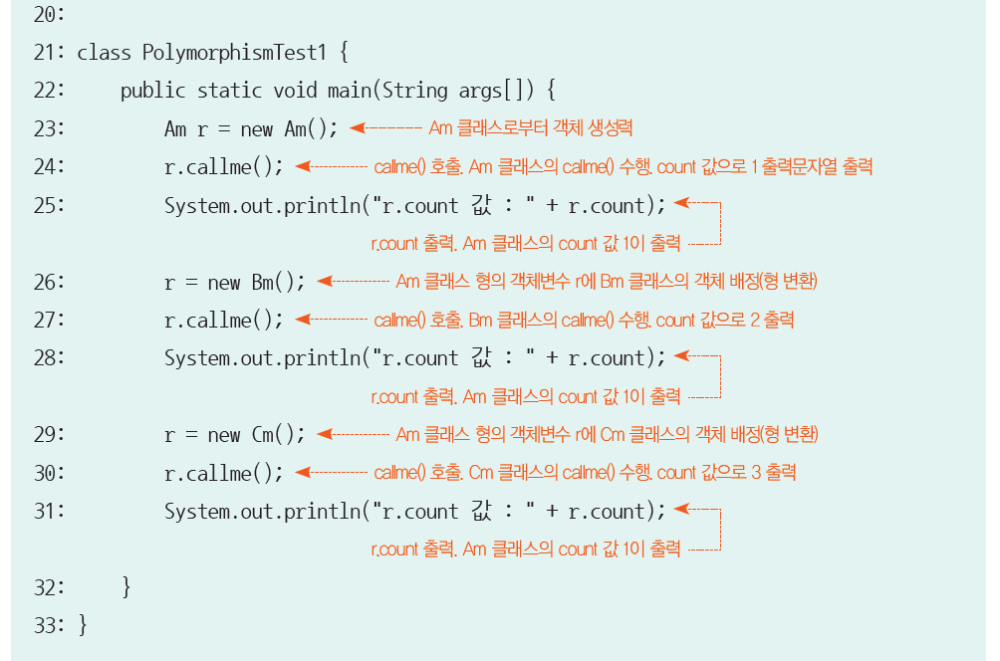 20:
21: class PolymorphismTest1 {
22: public static void main(String args[]) {
23: Am r = new Am(); Am 클래스로부터 객체 생성력
24: r.callme(); callme() 호출. Am 클래스의 callme() 수행. count 값으로 1 출력문자열 출력
25: System.out.println("r.count 값 : " + r.count);
r.count 출력. Am 클래스의 count 값 1이 출력
26: r = new Bm(); Am 클래스 형의 객체변수 r에 Bm 클래스의 객체 배정(형 변환)
27: r.callme(); callme() 호출. Bm 클래스의 callme() 수행. count 값으로 2 출력
28: System.out.println("r.count 값 : " + r.count);
r.count 출력. Am 클래스의 count 값 1이 출력
29: r = new Cm(); Am 클래스 형의 객체변수 r에 Cm 클래스의 객체 배정(형 변환)
30: r.callme(); callme() 호출. Cm 클래스의 callme() 수행. count 값으로 3 출력
31: System.out.println("r.count 값 : " + r.count);
r.count 출력. Am 클래스의 count 값 1이 출력
32: }
33: }